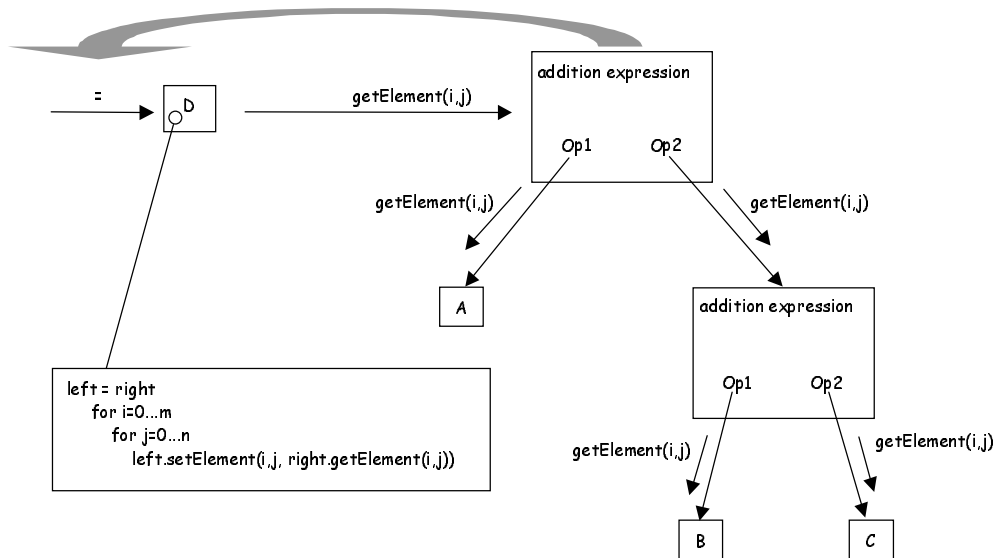 addition expression
=
D
getElement(i,j)
Op1
Op2
getElement(i,j)
getElement(i,j)
A
addition expression
Op1
Op2
left = right
for i=0...m
for j=0...n
left.setElement(i,j, right.getElement(i,j))
getElement(i,j)
getElement(i,j)
B
C